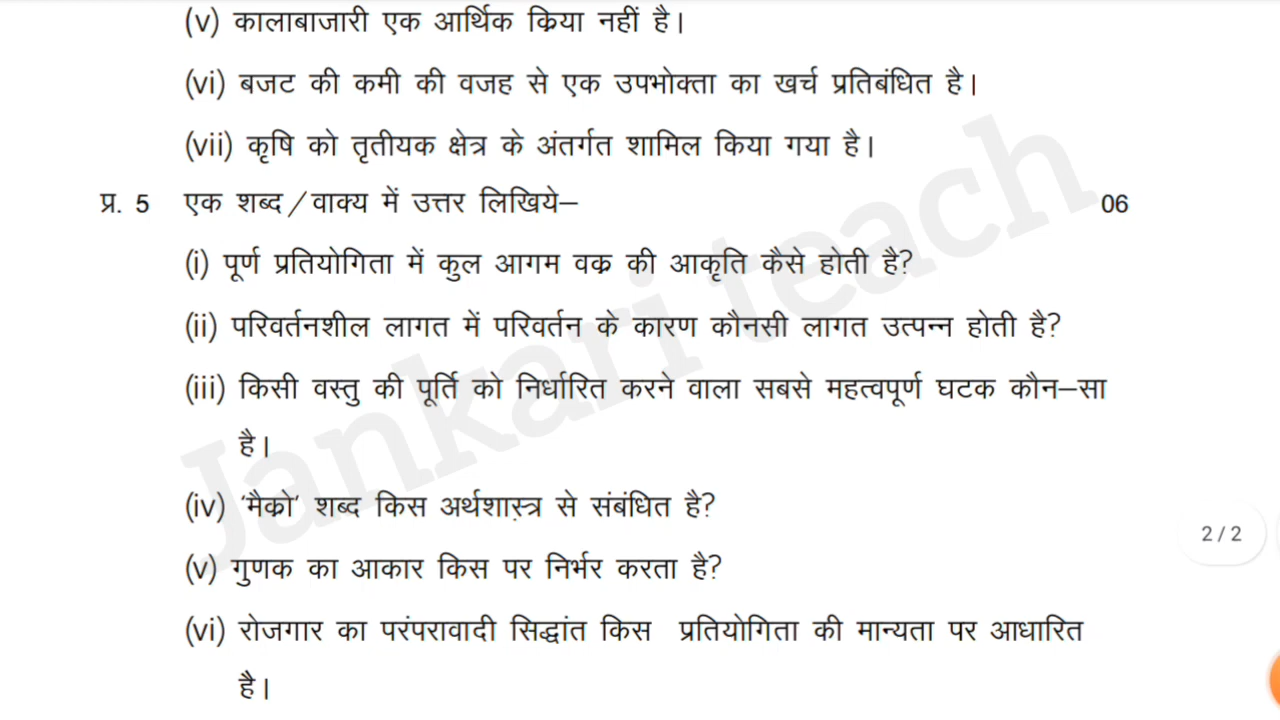 (v) कालाबाजारी एक आर्थिक क्रिया नहीं है।
(vi) बजट की कमी की वजह से एक उपभोक्ता का खर्च प्रतिबंधित है।
(vii) कृषि को तृतीयक क्षेत्र के अंतर्गत शामिल किया गया है।
प्र. 5 एक शब्द/वाक्य में उत्तर लिखिये— 06
(i) पूर्ण प्रतियोगिता में कुल आगम वक्र की आकृति कैसे होती है?
(ii) परिवर्तनशील लागत में परिवर्तन के कारण कौनसी लागत उत्पन्न होती है?
(iii) किसी वस्तु की पूर्ति को निर्धारित करने वाला सबसे महत्वपूर्ण घटक कौन—सा
है।
(iv) ‘मैक्रो’ शब्द किस अर्थशास्त्र से संबंधित है?
2 / 2
(v) गुणक का आकार किस पर निर्भर करता है?
(vi) रोजगार का परंपरावादी सिद्धांत किस प्रतियोगिता की मान्यता पर आधारित
है।
Jankari teach